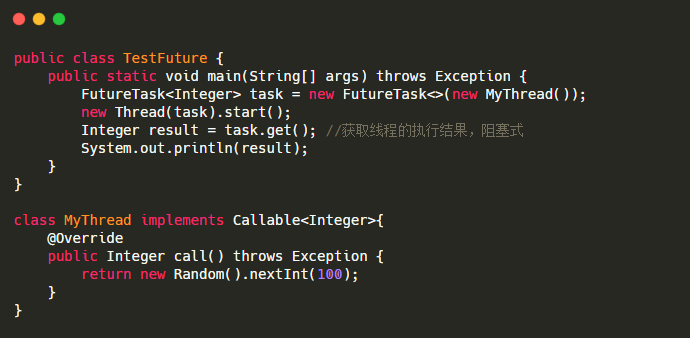 public class TestFuture {
    public static void main(String[] args) throws Exception {
        FutureTask<Integer> task = new FutureTask<>(new MyThread());
        new Thread(task).start();
        Integer result = task.get(); //获取线程的执行结果，阻塞式
        System.out.println(result);
    }
}

class MyThread implements Callable<Integer>{
    @Override
    public Integer call() throws Exception {
        return new Random().nextInt(100);
    }
}